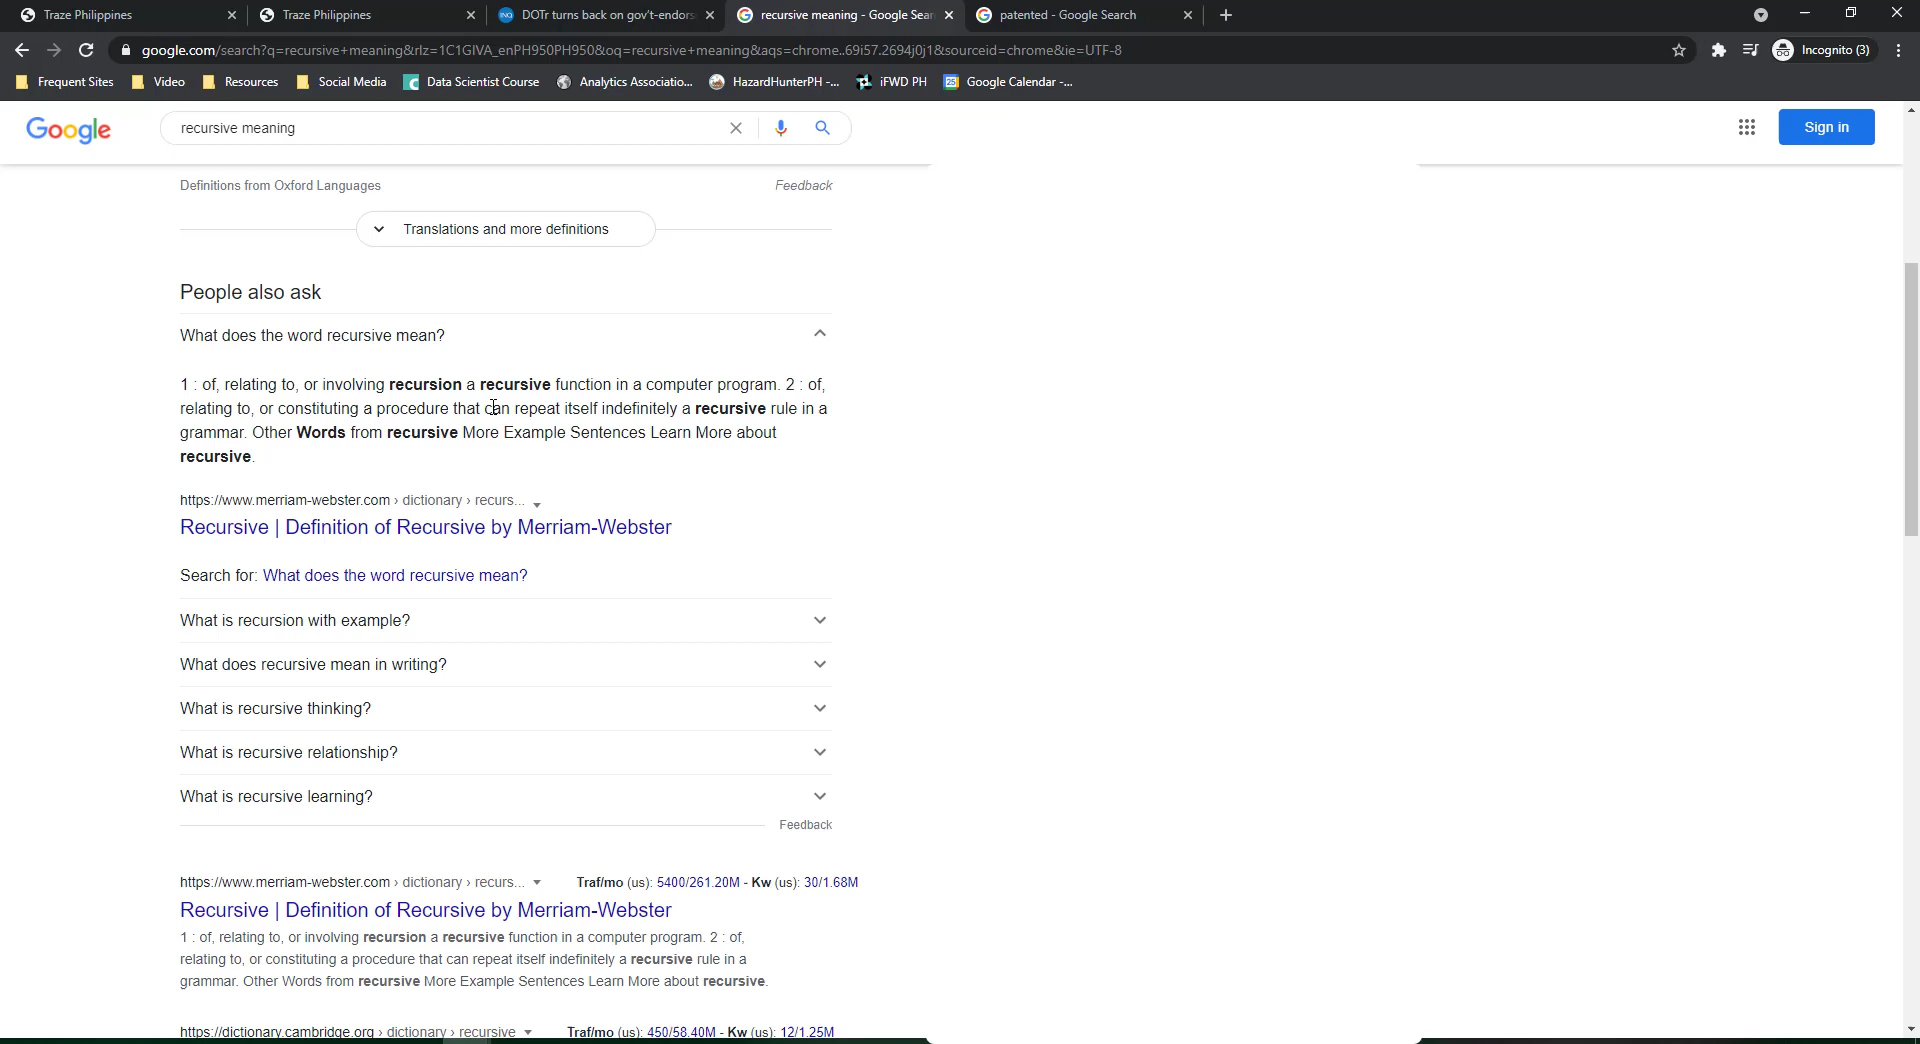 Traze Philippines
Traze Philippines
INQ DOTr turns back on gov't-endors
recursive meaning - Google Sear
patented - Google Search
google.com/search?q=recursive+meaning&rlz=1C1GIVA_enPH950PH950&oq=recursive+meaning&aqs=chrome..69i57.2694j0j1&sourceid=chrome&ie=UTF-8
Incognito (3)
Frequent Sites
Video
Resources
Social Media
Data Scientist Course
Analytics Associatio...
HazardHunterPH -...
iFWD PH
25 Google Calendar -...
Google
recursive meaning
Sign in
Definitions from Oxford Languages
Feedback
Translations and more definitions
People also ask
What does the word recursive mean?
1 : of, relating to, or involving recursion a recursive function in a computer program. 2 : of,
relating to, or constituting a procedure that can repeat itself indefinitely a recursive rule in a
grammar. Other Words from recursive More Example Sentences Learn More about
recursive.
https://www.merriam-webster.com › dictionary › recurs...
Recursive | Definition of Recursive by Merriam-Webster
Search for: What does the word recursive mean?
What is recursion with example?
What does recursive mean in writing?
What is recursive thinking?
What is recursive relationship?
What is recursive learning?
Feedback
https://www.merriam-webster.com › dictionary › recurs... Traf/mo (us): 5400/261.20M - Kw (us): 30/1.68M
Recursive | Definition of Recursive by Merriam-Webster
1 : of, relating to, or involving recursion a recursive function in a computer program. 2 : of,
relating to, or constituting a procedure that can repeat itself indefinitely a recursive rule in a
grammar. Other Words from recursive More Example Sentences Learn More about recursive.
https://dictionary.cambridge.org › dictionary › recursive Traf/mo (us): 450/58.40M - Kw (us): 12/1.25M